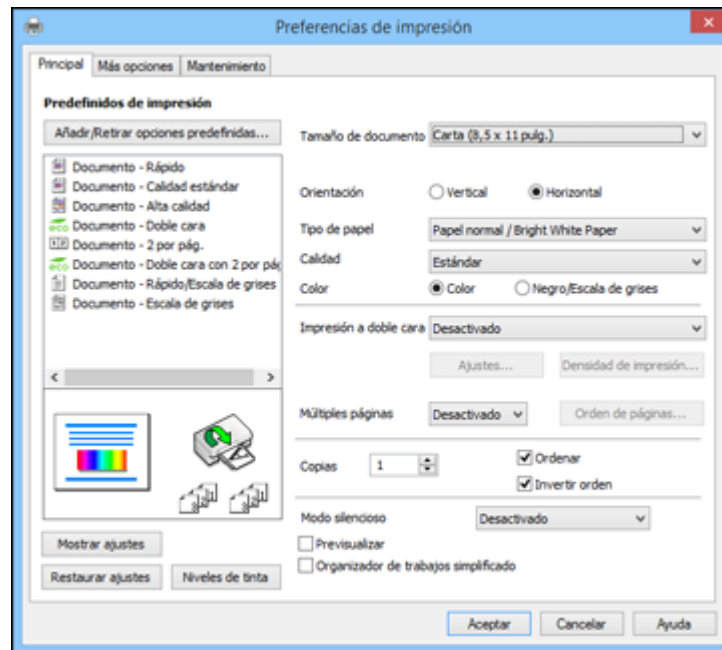 Preferencias de impresión
Principal Más opciones Mantenimiento
Predefinidos de impresión
Añadir/Retirar opciones predefinidas...
Documento - Rápido
Documento - Calidad estándar
Documento - Alta calidad
Documento - Doble cara
Documento - 2 por pág.
Documento - Doble cara con 2 por pág
Documento - Rápido/Escala de grises
Documento - Escala de grises
Mostrar ajustes
Restaurar ajustes Niveles de tinta
Tamaño de documento Carta (8,5 x 11 pulg.)
Orientación Vertical Horizontal
Tipo de papel Papel normal / Bright White Paper
Calidad Estándar
Color Color Negro/Escala de grises
Impresión a doble cara Desactivado
Ajustes... Densidad de impresión...
Múltiples páginas Desactivado Orden de páginas...
Copias 1 Ordenar
Invertir orden
Modo silencioso Desactivado
Previsualizar
Organizador de trabajos simplificado
Aceptar Cancelar Ayuda